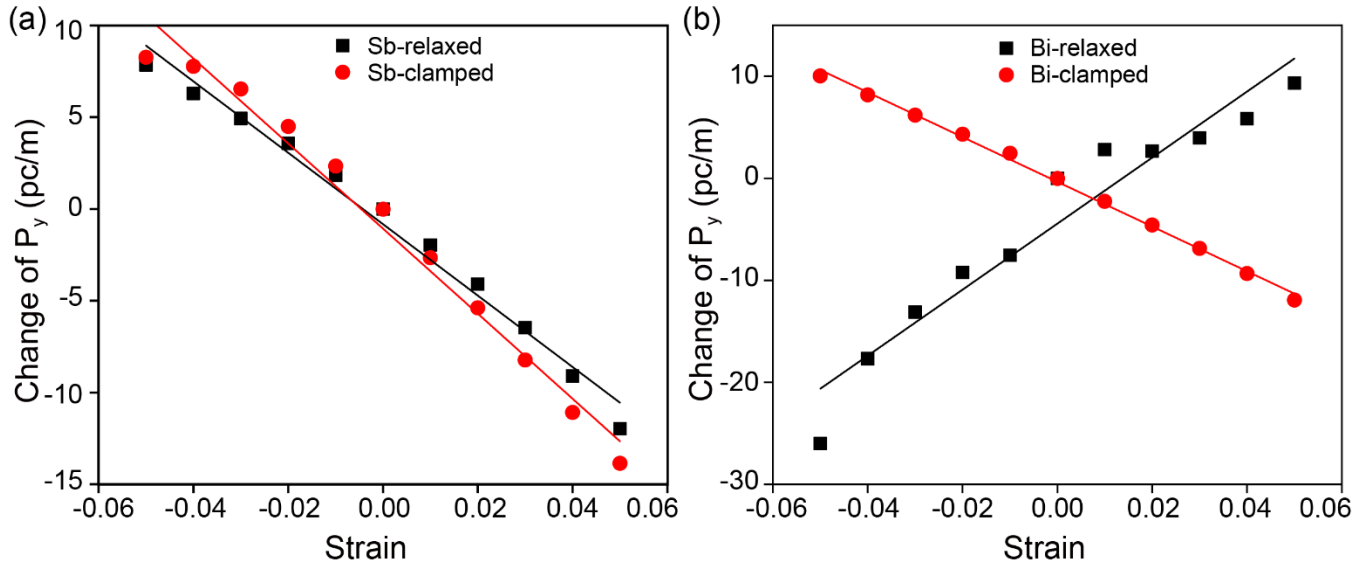 (a)
Sb-relaxed
Sb-clamped
Change of Py (pc/m)
10
5
0
-5
-10
-15
-0.06 -0.04 -0.02 0.00 0.02 0.04 0.06
Strain
(b)
Bi-relaxed
Bi-clamped
Change of Py (pc/m)
10
0
-10
-20
-30
-0.06 -0.04 -0.02 0.00 0.02 0.04 0.06
Strain